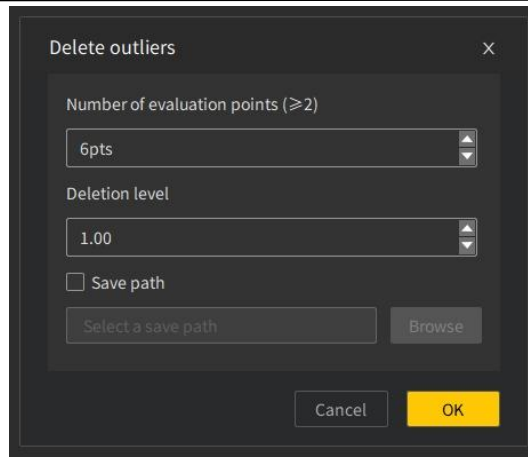 Delete outliers X
Number of evaluation points (⩾2)
6pts
Deletion level
1.00
Save path
Select a save path Browse
Cancel OK